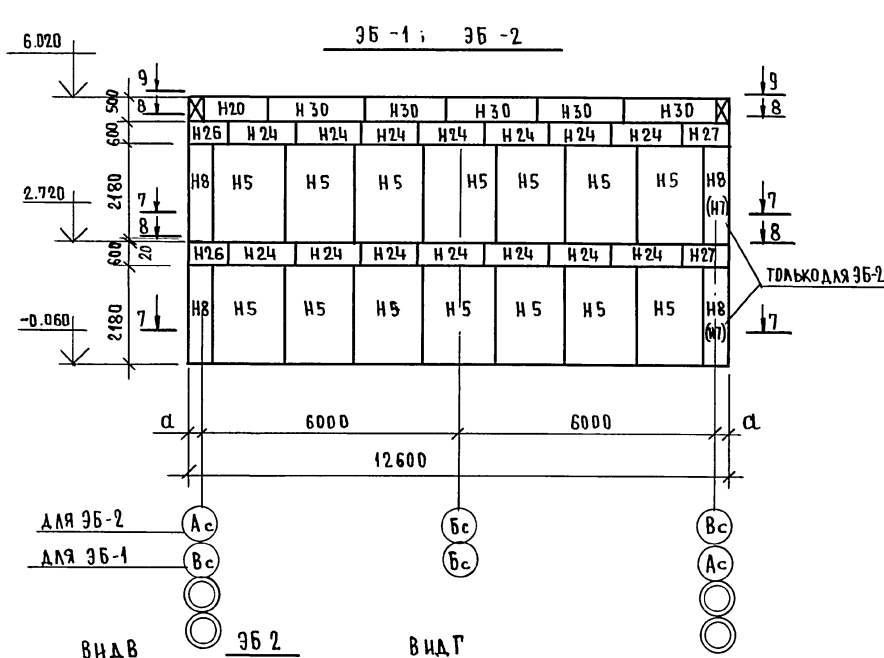 ЭБ -1 ; ЭБ -2
6.020
9 9
500 8 Н20 Н30 Н30 Н30 Н30 Н30 8
600 Н26 Н24 Н24 Н24 Н24 Н24 Н24 Н24 Н27
2180 Н8 Н5 Н5 Н5 Н5 Н5 Н5 Н5 Н8
(Н7)
2.720 7 7
8 8
600 20 Н26 Н24 Н24 Н24 Н24 Н24 Н24 Н24 Н27
ТОЛЬКО ДЛЯ ЭБ-2
2180 Н8 Н5 Н5 Н5 Н5 Н5 Н5 Н5 Н8
-0.060 7 (Н7) 7
а 6000 6000 а
12600
ДЛЯ ЭБ-2 Ас Бс Вс
ДЛЯ ЭБ-1 Вс Бс Ас
ВИД В ЭБ 2 ВИД Г